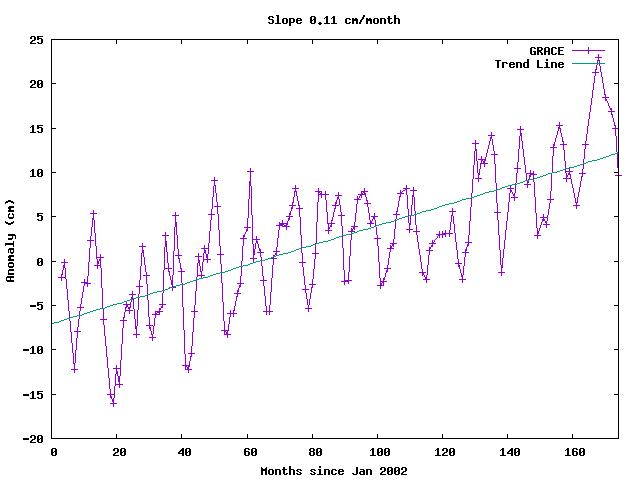 Slope 0.11 cm/month
25
20
15
10
5
0
-5
-10
-15
-20
Anomaly (cm)
GRACE
Trend Line
0 20 40 60 80 100 120 140 160
Months since Jan 2002